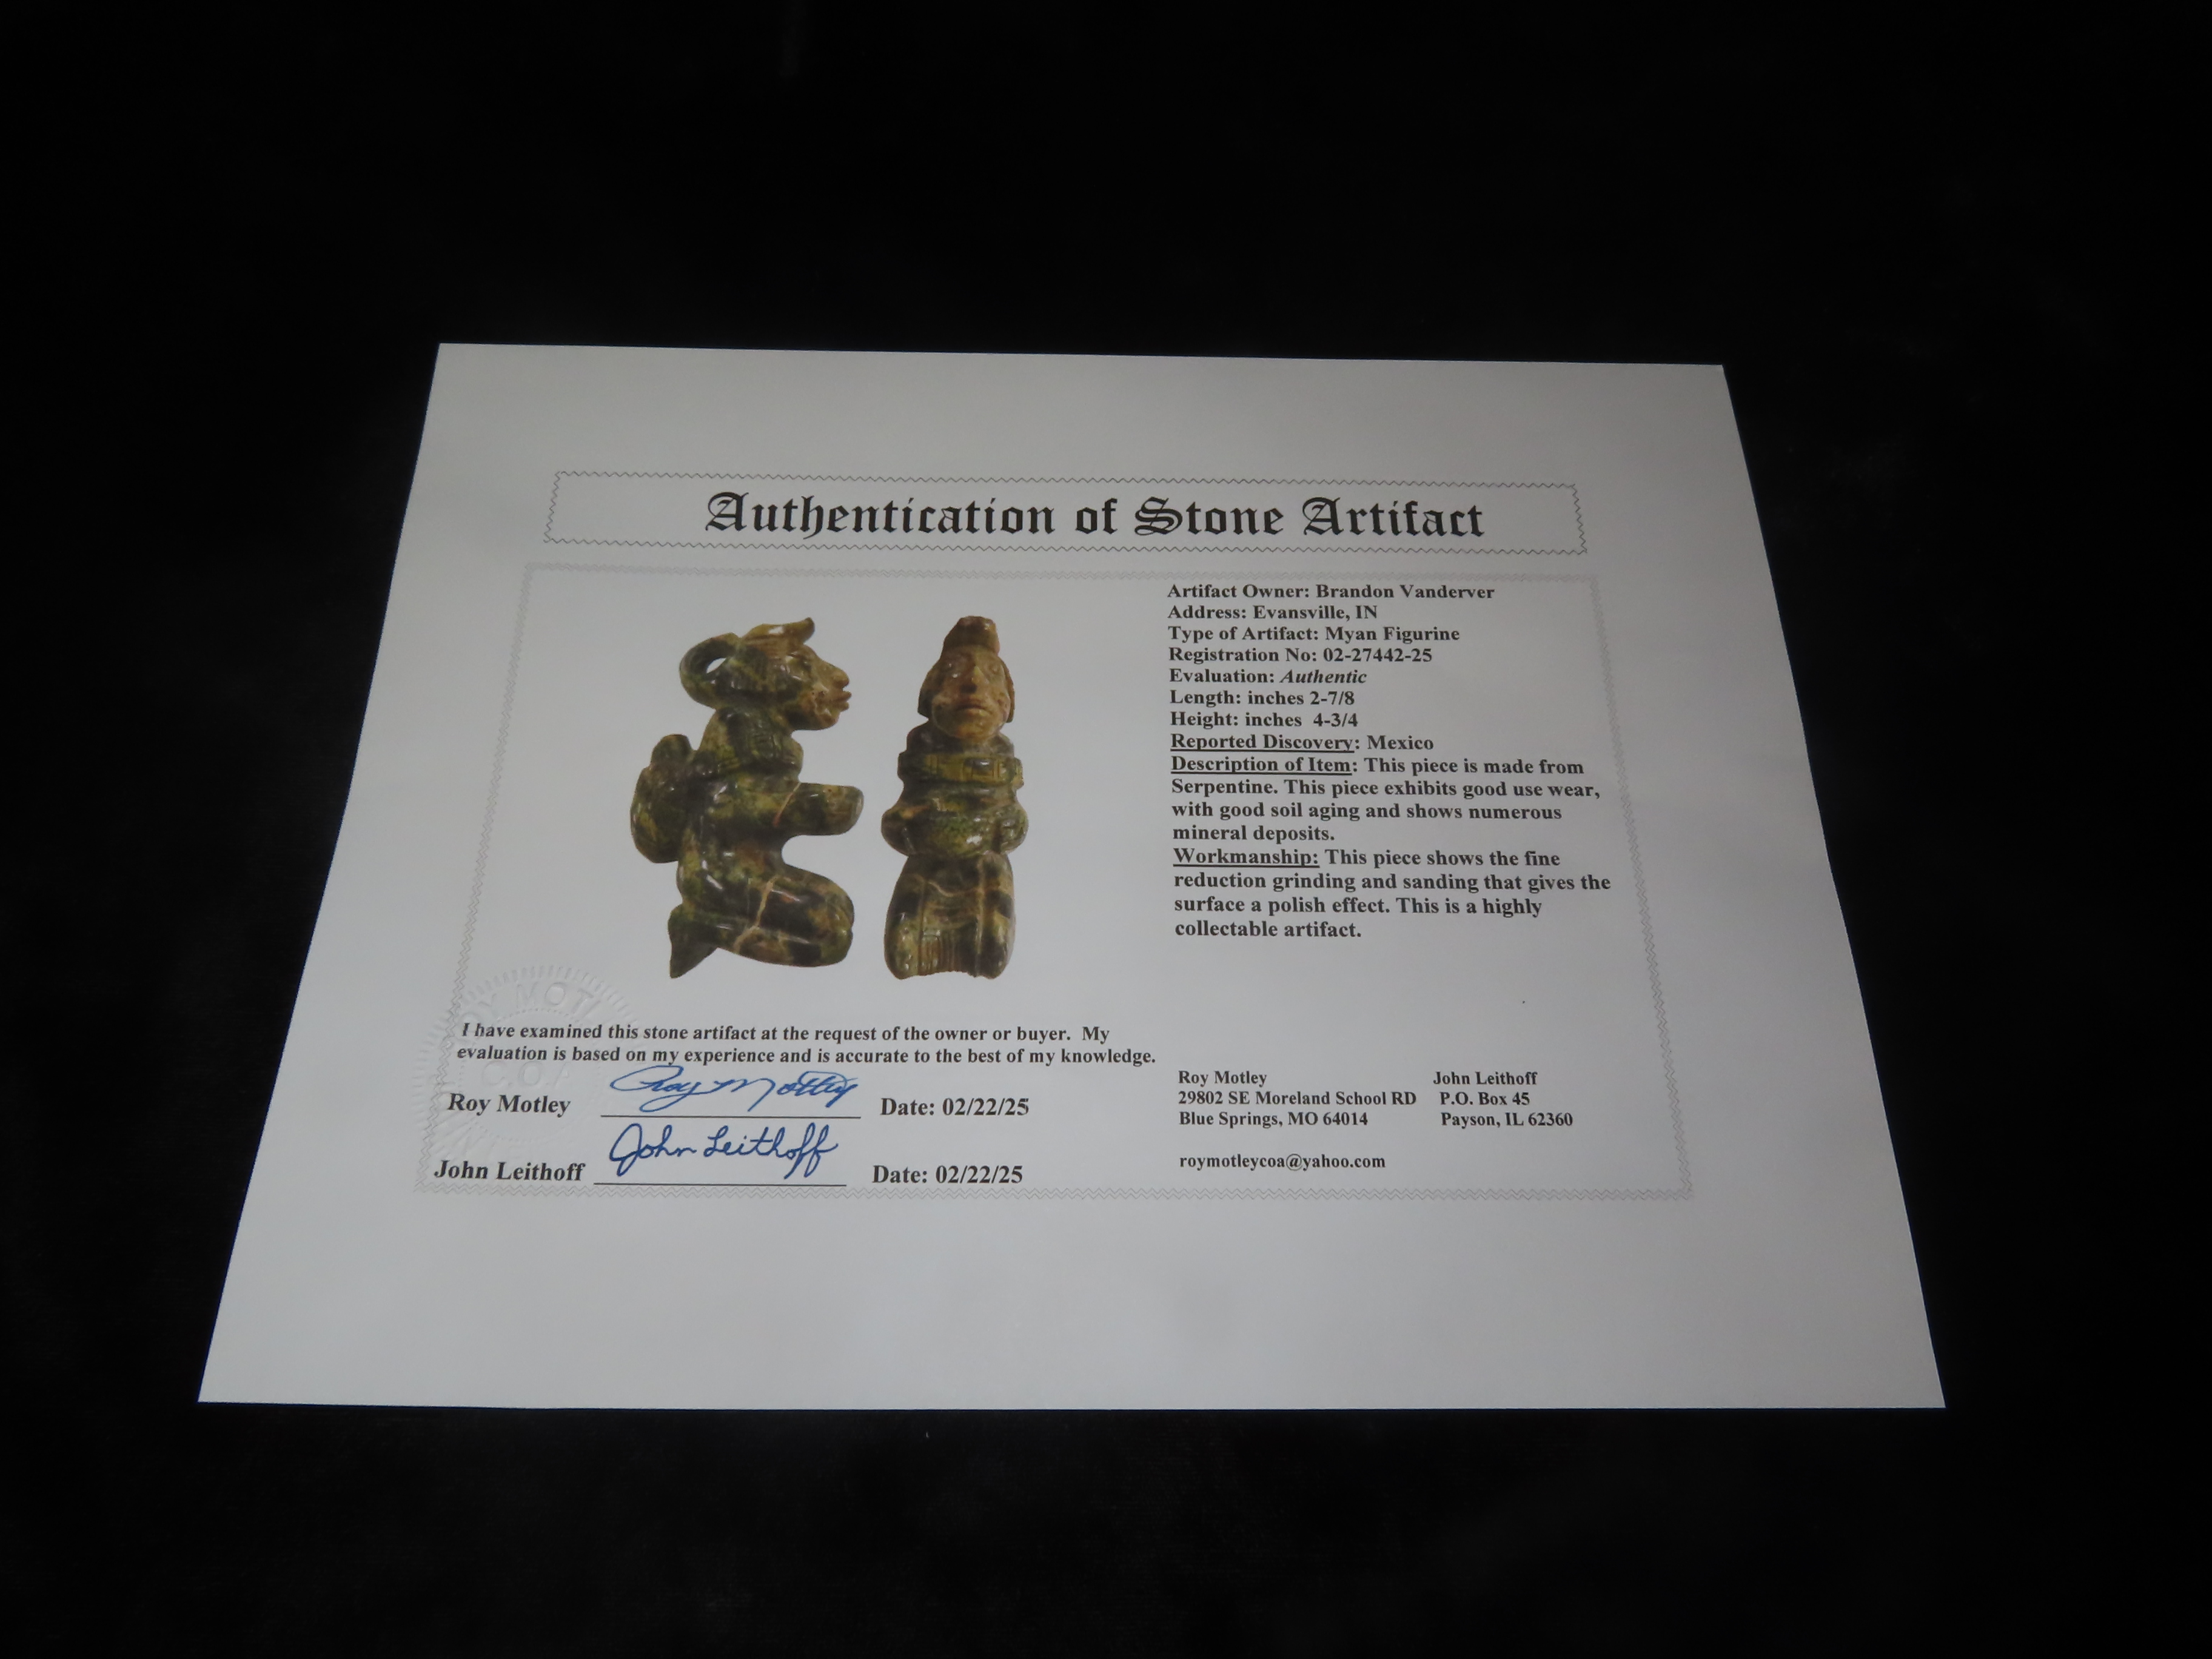 Authentication of Stone Artifact
Artifact Owner: Brandon Vanderver
Address: Evansville, IN
Type of Artifact: Myan Figurine
Registration No: 02-27442-25
Evaluation: Authentic
Length: inches 2-7/8
Height: inches 4-3/4
Reported Discovery: Mexico
Description of Item: This piece is made from
Serpentine. This piece exhibits good use wear,
with good soil aging and shows numerous
mineral deposits.
Workmanship: This piece shows the fine
reduction grinding and sanding that gives the
surface a polish effect. This is a highly
collectable artifact.
I have examined this stone artifact at the request of the owner or buyer. My
evaluation is based on my experience and is accurate to the best of my knowledge.
Roy Motley Roy Motley Date: 02/22/25
John Leithoff John Leithoff Date: 02/22/25
Roy Motley John Leithoff
29802 SE Moreland School RD P.O. Box 45
Blue Springs, MO 64014 Payson, IL 62360
roymotleycoa@yahoo.com